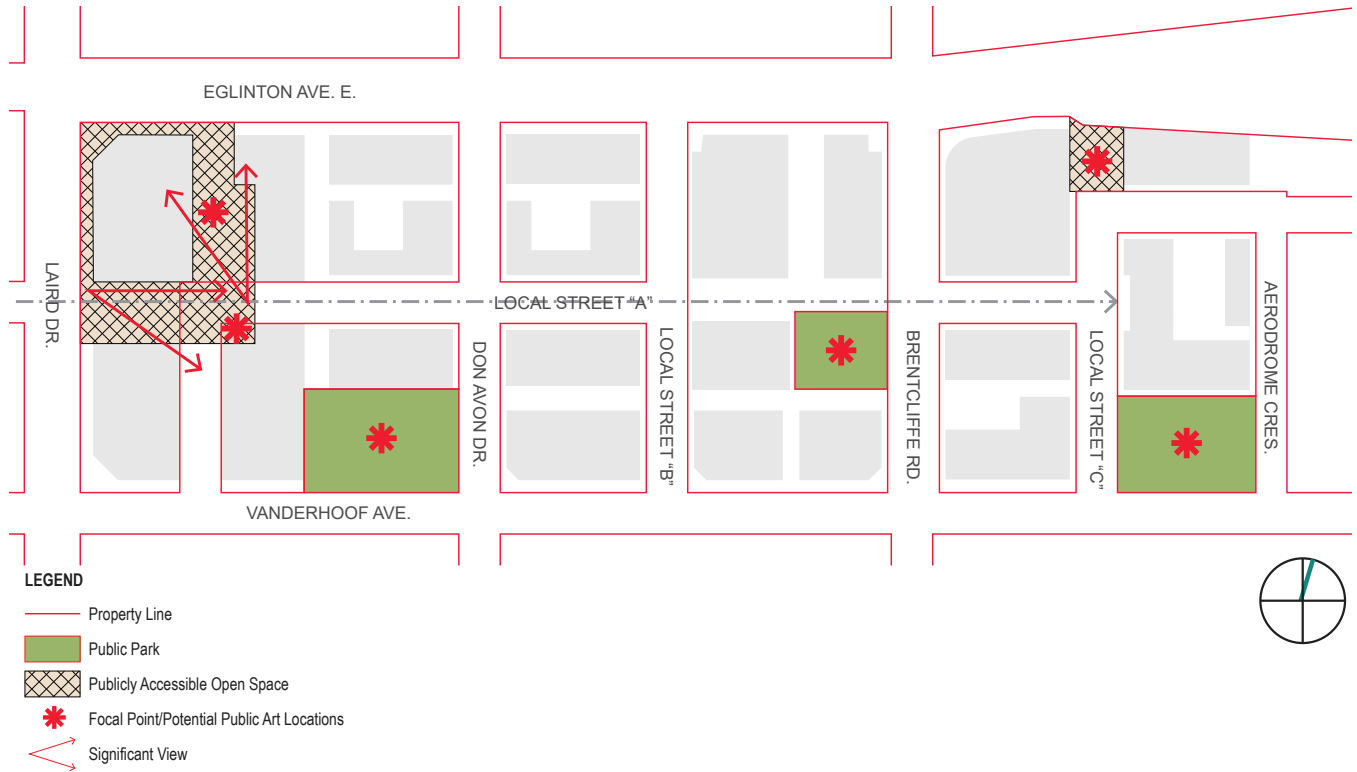 EGLINTON AVE. E.
LAIRD DR.
LOCAL STREET “A”
DON AVON DR.
LOCAL STREET “B”
BRENTCLIFFE RD.
LOCAL STREET “C”
AERODROME CRES.
VANDERHOOF AVE.
LEGEND
Property Line
Public Park
Publicly Accessible Open Space
Focal Point/Potential Public Art Locations
Significant View